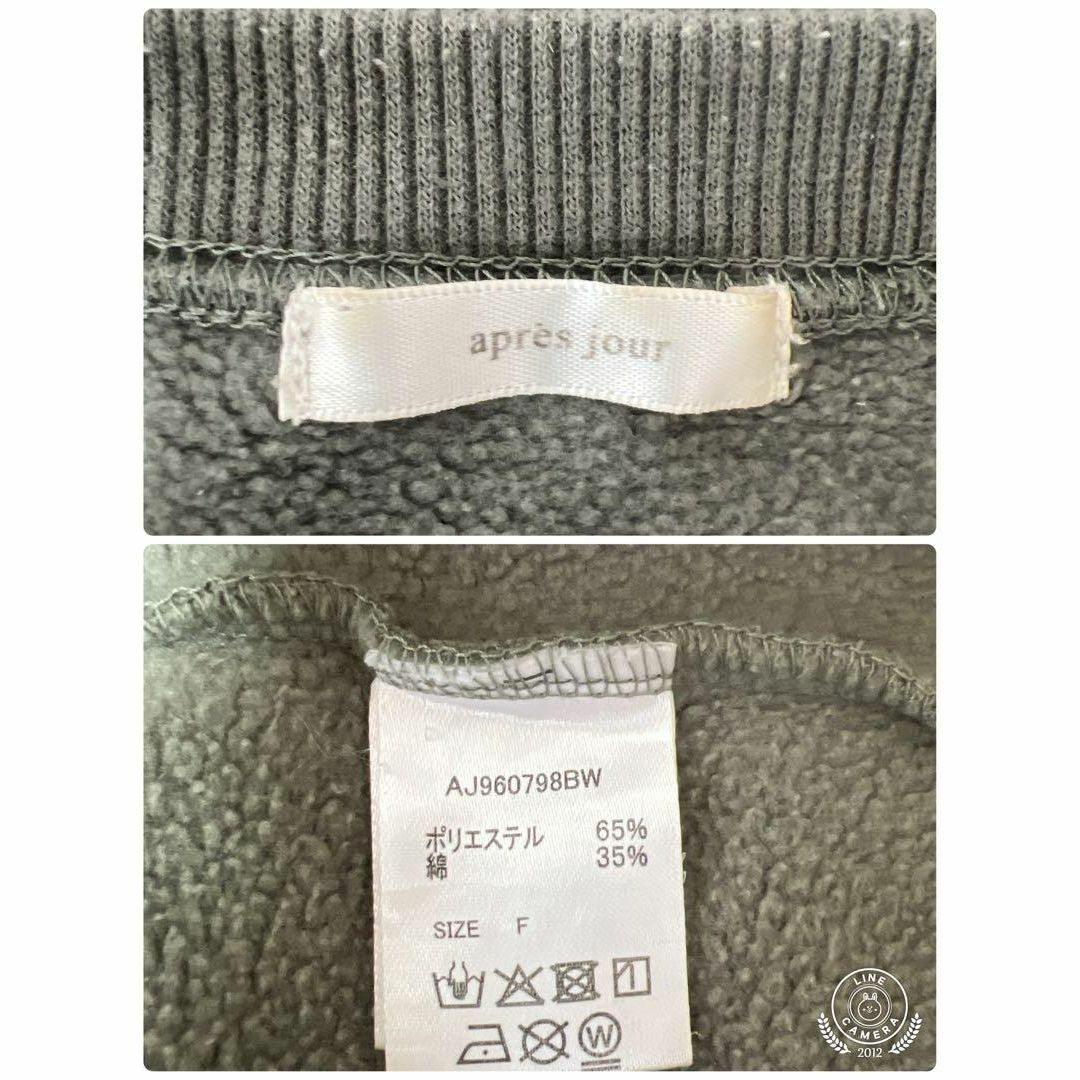 après jour
AJ960798BW
ポリエステル 65%
綿 35%
SIZE F
W
LINE
CAMERA
2012